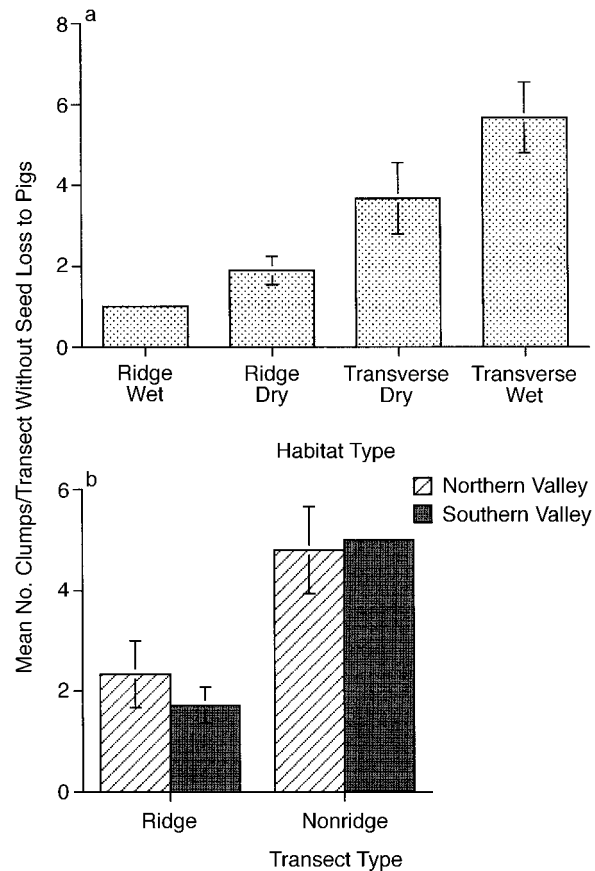 a
8
6
4
2
0
Ridge Wet
Ridge Dry
Transverse Dry
Transverse Wet
Habitat Type
Mean No. Clumps/Transect Without Seed Loss to Pigs
b
6
4
2
0
Northern Valley
Southern Valley
Ridge
Nonridge
Transect Type